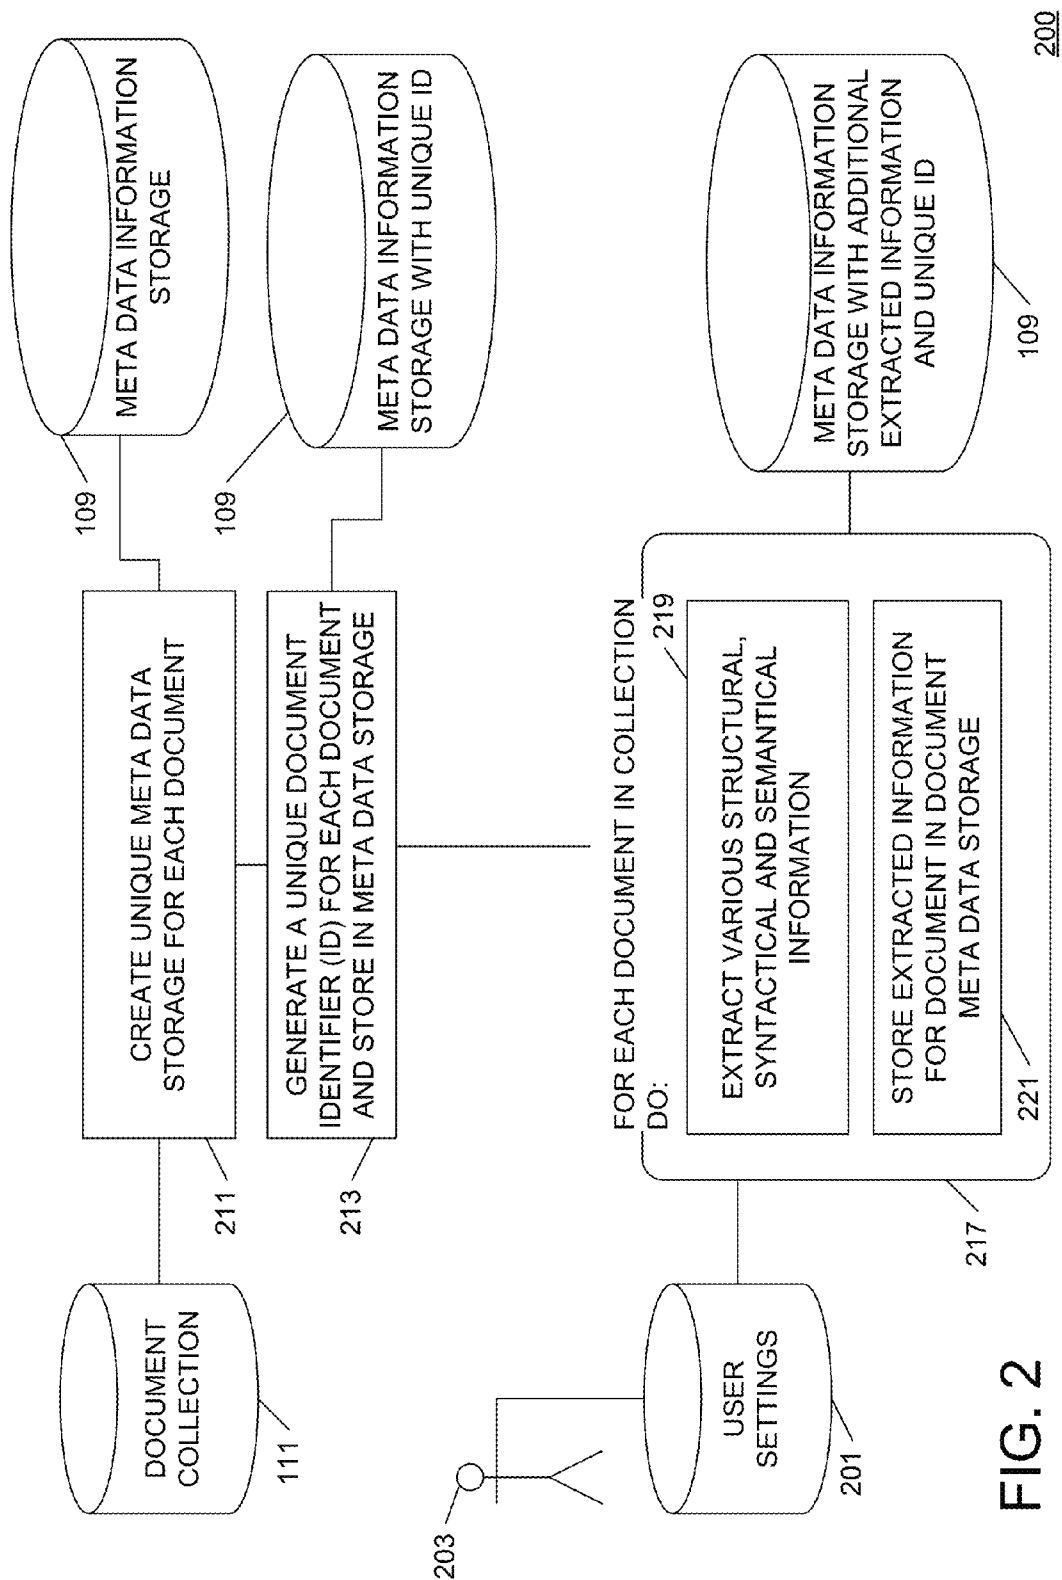 200
DOCUMENT
COLLECTION
111
CREATE UNIQUE META DATA
STORAGE FOR EACH DOCUMENT
211
META DATA INFORMATION
STORAGE
109
GENERATE A UNIQUE DOCUMENT
IDENTIFIER (ID) FOR EACH DOCUMENT
AND STORE IN META DATA STORAGE
213
META DATA INFORMATION
STORAGE WITH UNIQUE ID
109
203
USER
SETTINGS
201
FOR EACH DOCUMENT IN COLLECTION
DO:
219
EXTRACT VARIOUS STRUCTURAL,
SYNTACTICAL AND SEMANTICAL
INFORMATION
STORE EXTRACTED INFORMATION
FOR DOCUMENT IN DOCUMENT
META DATA STORAGE
221
217
META DATA INFORMATION
STORAGE WITH ADDITIONAL
EXTRACTED INFORMATION
AND UNIQUE ID
109
FIG. 2